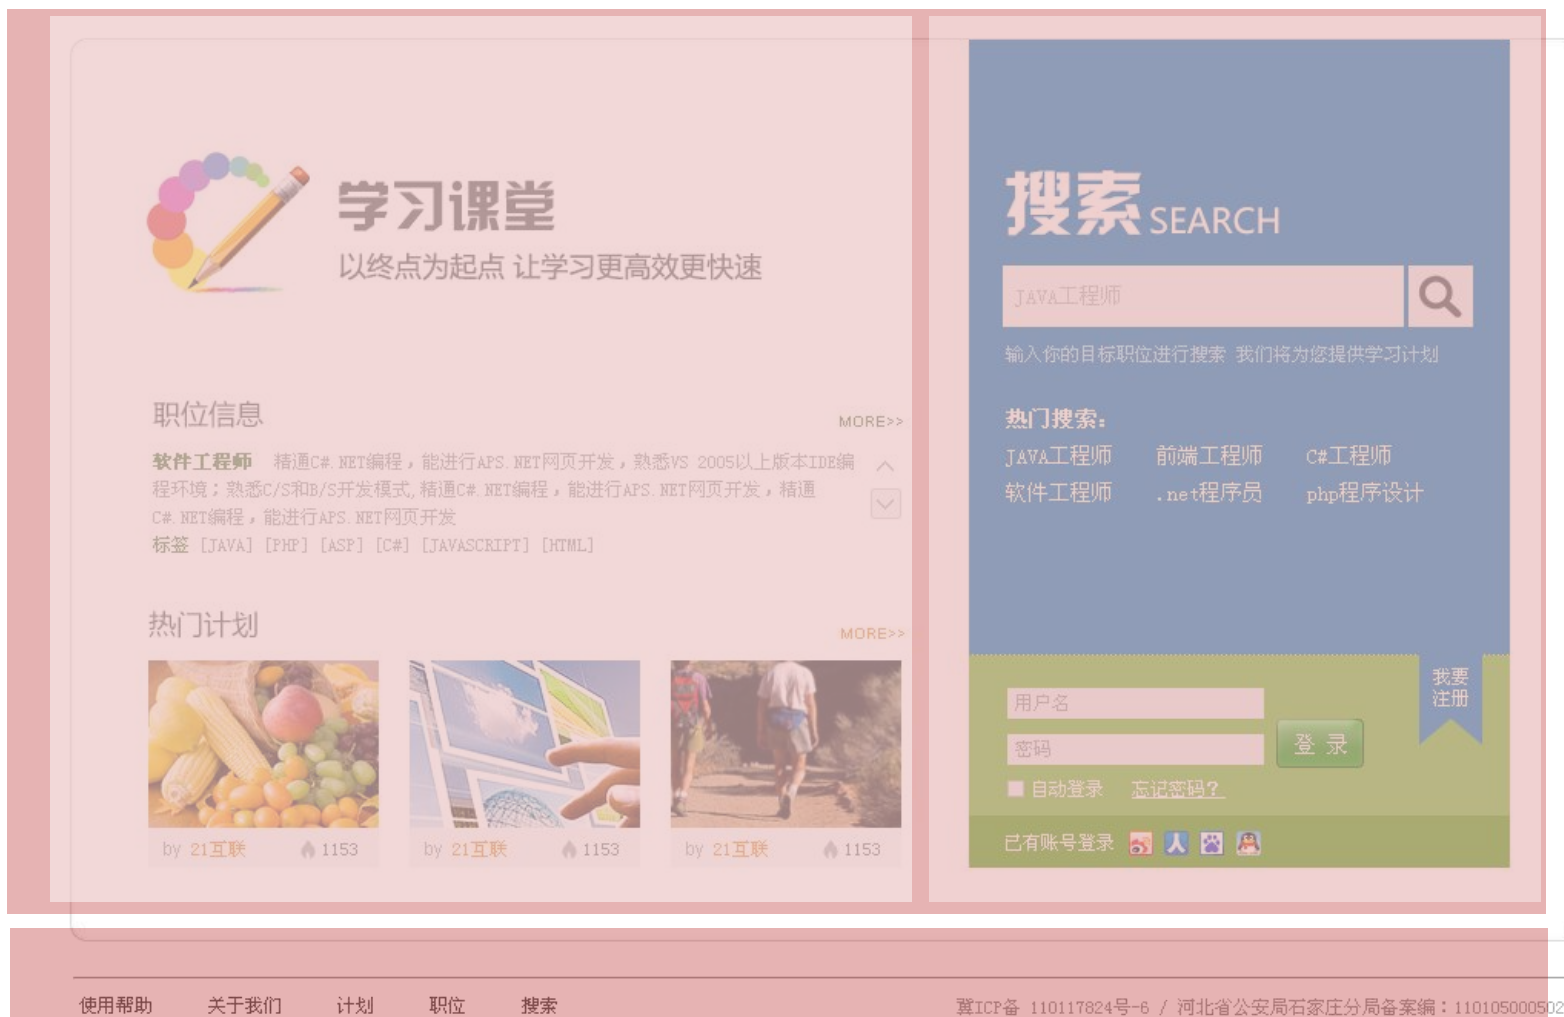 学习课堂
以终点为起点 让学习更高效更快速
职位信息
MORE>>
软件工程师 精通C#.NET编程，能进行APS.NET网页开发，熟悉VS 2005以上版本IDE编
程环境；熟悉C/S和B/S开发模式,精通C#.NET编程，能进行APS.NET网页开发，精通
C#.NET编程，能进行APS.NET网页开发
标签 [JAVA] [PHP] [ASP] [C#] [JAVASCRIPT] [HTML]
热门计划
MORE>>
by 21互联 1153
by 21互联 1153
by 21互联 1153
搜索 SEARCH
JAVA工程师
输入你的目标职位进行搜索 我们将为您提供学习计划
热门搜索：
JAVA工程师 前端工程师 C#工程师
软件工程师 .net程序员 php程序设计
我要
注册
用户名
密码
登 录
自动登录 忘记密码？
已有账号登录
使用帮助 关于我们 计划 职位 搜索
冀ICP备 110117824号-6 / 河北省公安局石家庄分局备案编：110105000502